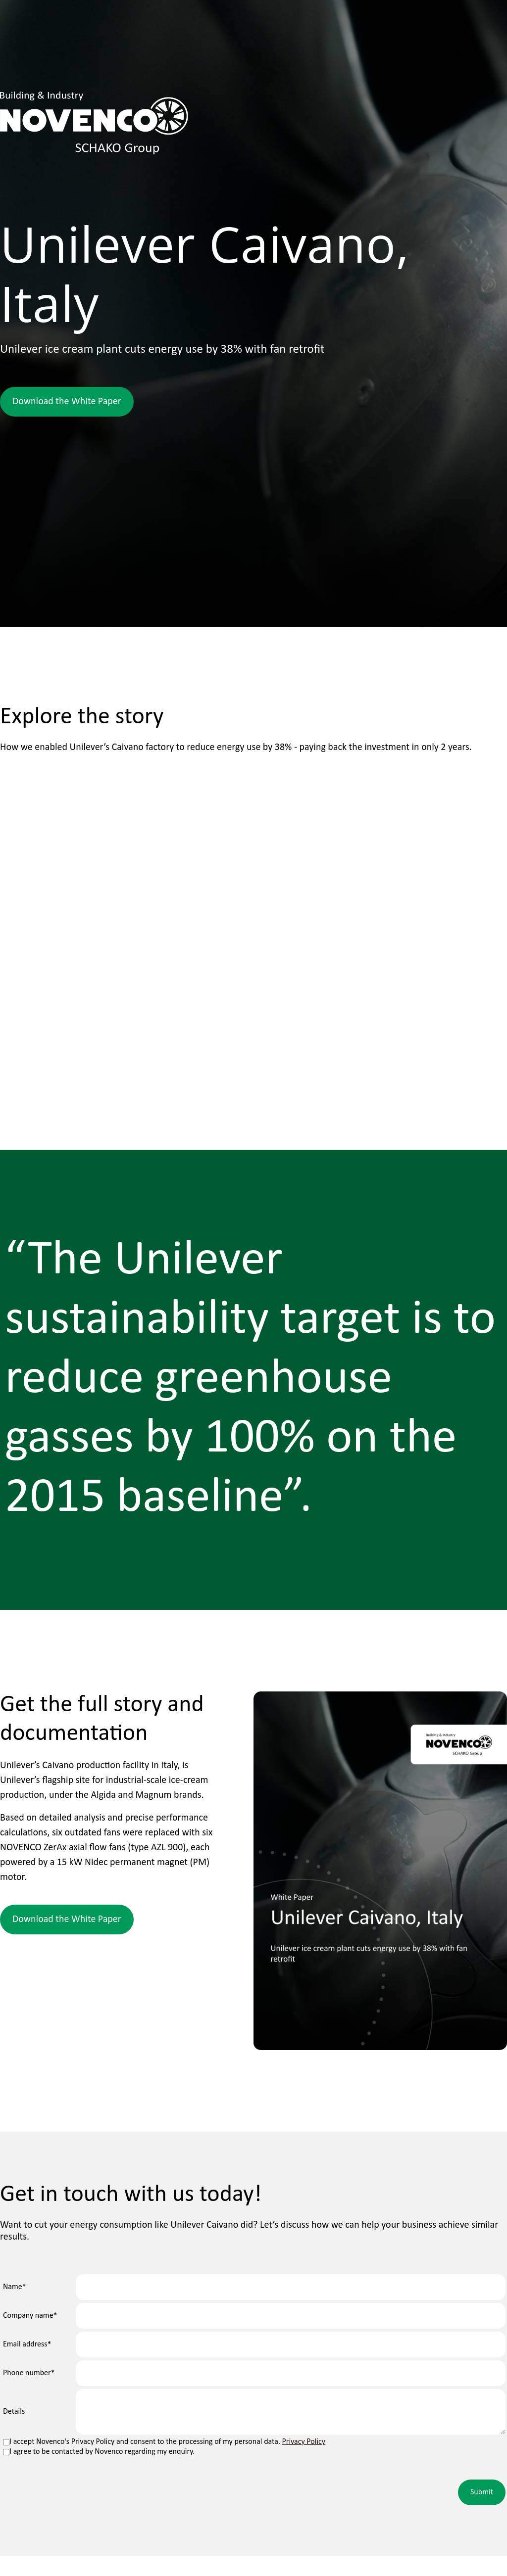 Building & Industry
NOVENCO
SCHAKO Group
Unilever Caivano,
Italy
Unilever ice cream plant cuts energy use by 38% with fan retrofit
Download the White Paper
Explore the story
How we enabled Unilever’s Caivano factory to reduce energy use by 38% - paying back the investment in only 2 years.
“The Unilever
sustainability target is to
reduce greenhouse
gasses by 100% on the
2015 baseline”.
Get the full story and
documentation
Unilever’s Caivano production facility in Italy, is
Unilever’s flagship site for industrial-scale ice-cream
production, under the Algida and Magnum brands.
Based on detailed analysis and precise performance
calculations, six outdated fans were replaced with six
NOVENCO ZerAx axial flow fans (type AZL 900), each
powered by a 15 kW Nidec permanent magnet (PM)
motor.
Download the White Paper
Building & Industry
NOVENCO
SCHAKO Group
White Paper
Unilever Caivano, Italy
Unilever ice cream plant cuts energy use by 38% with fan
retrofit
Get in touch with us today!
Want to cut your energy consumption like Unilever Caivano did? Let’s discuss how we can help your business achieve similar
results.
Name*
Company name*
Email address*
Phone number*
Details
I accept Novenco's Privacy Policy and consent to the processing of my personal data. Privacy Policy
I agree to be contacted by Novenco regarding my enquiry.
Submit